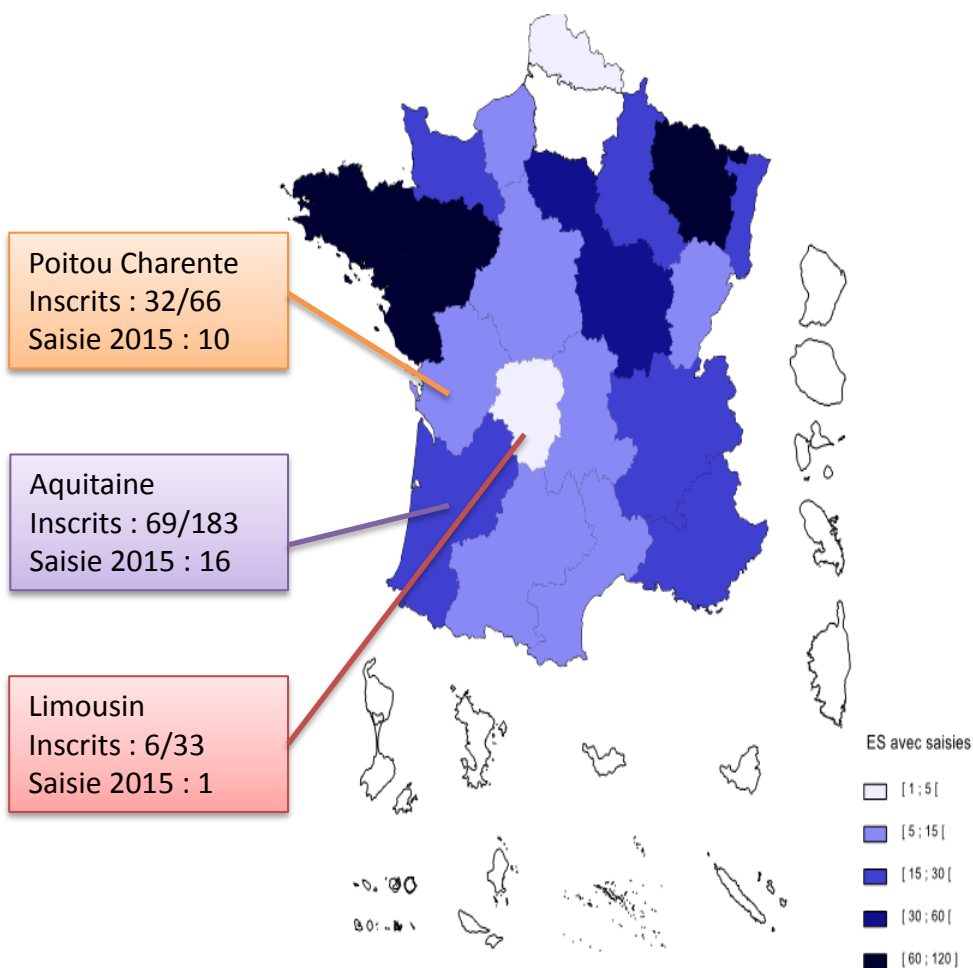 Poitou Charente
Inscrits : 32/66
Saisie 2015 : 10
Aquitaine
Inscrits : 69/183
Saisie 2015 : 16
Limousin
Inscrits : 6/33
Saisie 2015 : 1
ES avec saisies
[ 1 ; 5 [
[ 5 ; 15 [
[ 15 ; 30 [
[ 30 ; 60 [
[ 60 ; 120 ]